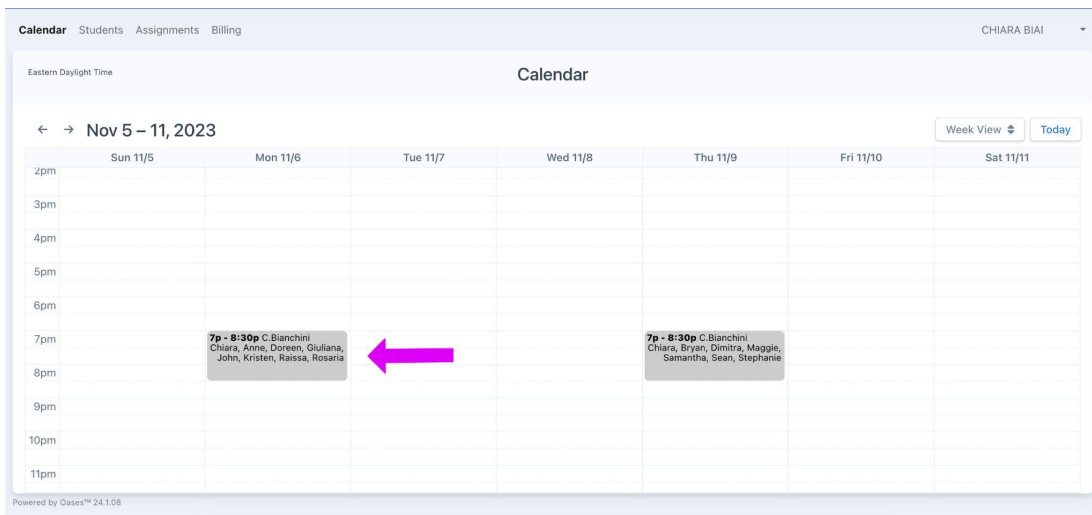 Calendar Students Assignments Billing CHIARA BIAI
Eastern Daylight Time
Calendar
← → Nov 5 – 11, 2023 Week View Today
Sun 11/5 Mon 11/6 Tue 11/7 Wed 11/8 Thu 11/9 Fri 11/10 Sat 11/11
2pm
3pm
4pm
5pm
6pm
7pm
7p - 8:30p C.Bianchini
Chiara, Anne, Doreen, Giuliana,
John, Kristen, Raissa, Rosaria
7p - 8:30p C.Bianchini
Chiara, Bryan, Dimitra, Maggie,
Samantha, Sean, Stephanie
8pm
9pm
10pm
11pm
Powered by Oases™ 24.1.08